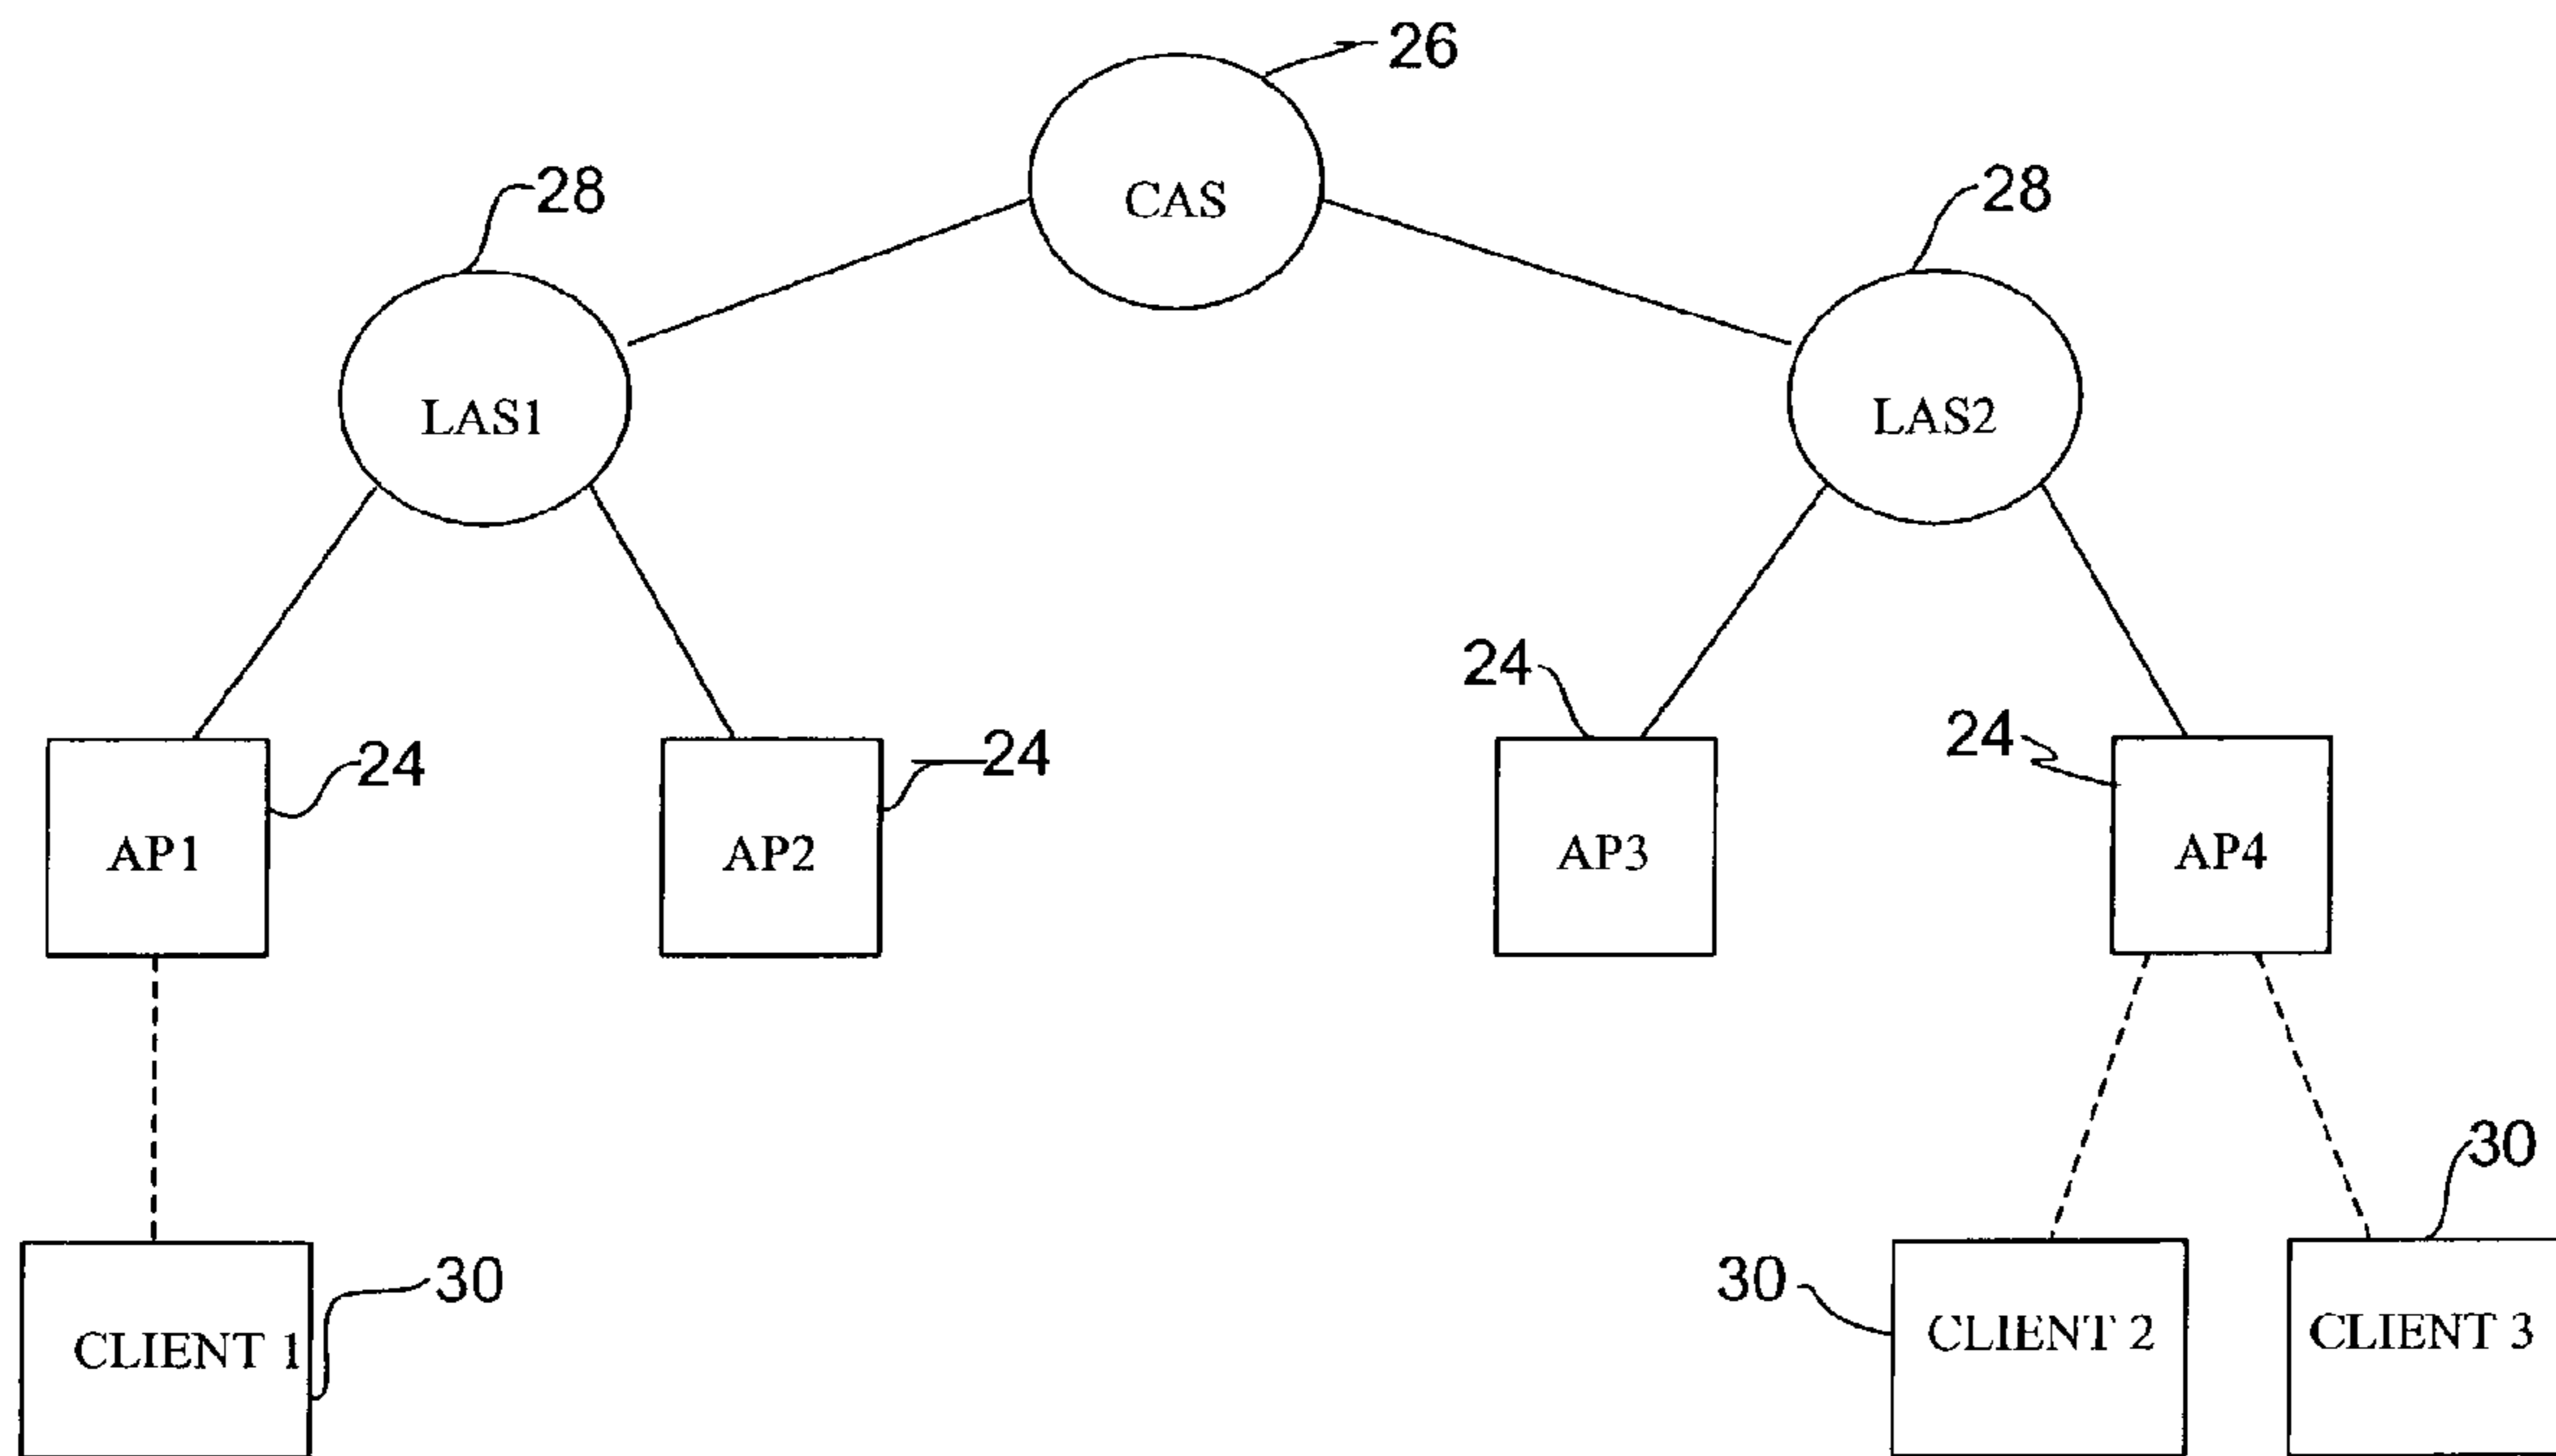 26
CAS
28
28
LAS1
LAS2
24
24
24
24
AP1
AP2
AP3
AP4
30
30
30
CLIENT 1
CLIENT 2
CLIENT 3